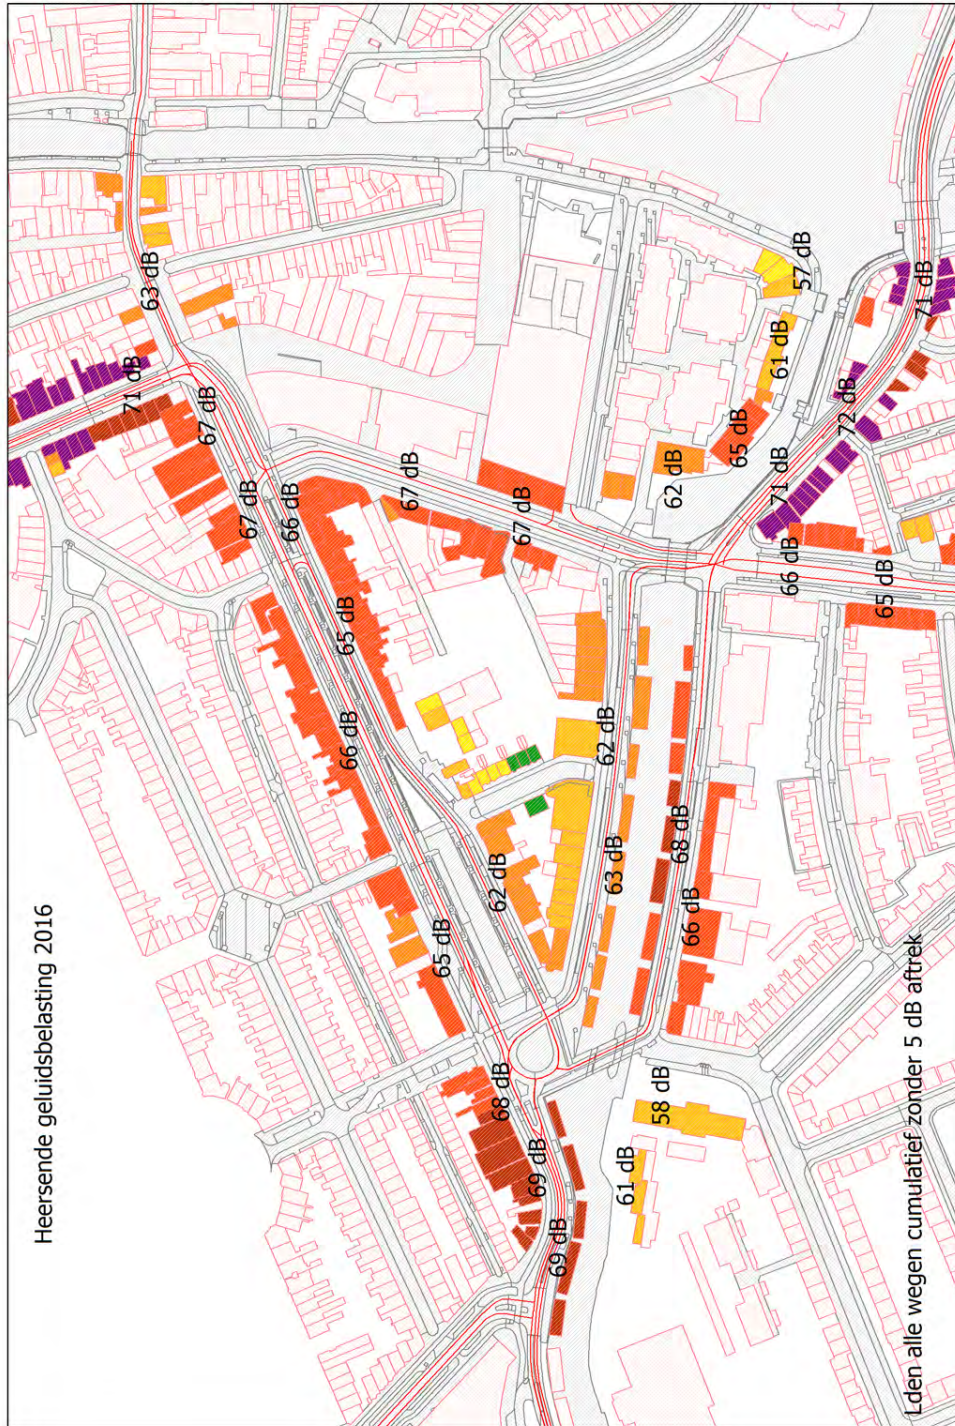 Heersende geluidsbelasting 2016
63 dB
71 dB
67 dB
67 dB
66 dB
67 dB
67 dB
65 dB
66 dB
62 dB
65 dB
68 dB
69 dB
69 dB
62 dB
63 dB
68 dB
66 dB
61 dB
58 dB
57 dB
61 dB
65 dB
62 dB
71 dB
72 dB
71 dB
66 dB
65 dB
Lden alle wegen cumulatief zonder 5 dB aftrek